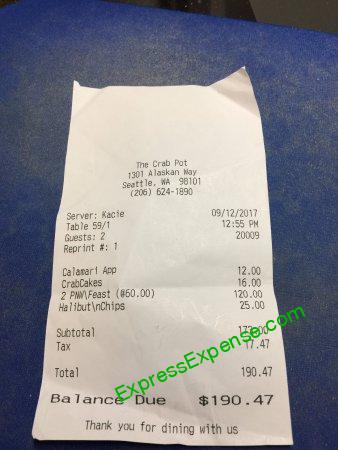 The Crab Pot
1301 Alaskan Way
Seattle, WA 98101
(206) 624-1890
Server: Kacie 09/12/2017
Table 59/1 12:55 PM
Guests: 2 20009
Reprint #: 1
Calamari App 12.00
CrabCakes 16.00
2 PNW\Feast (@60.00) 120.00
Halibut\nChips 25.00
Subtotal 173.00
Tax 17.47
Total 190.47
Balance Due $190.47
Thank you for dining with us
ExpressExpense.com